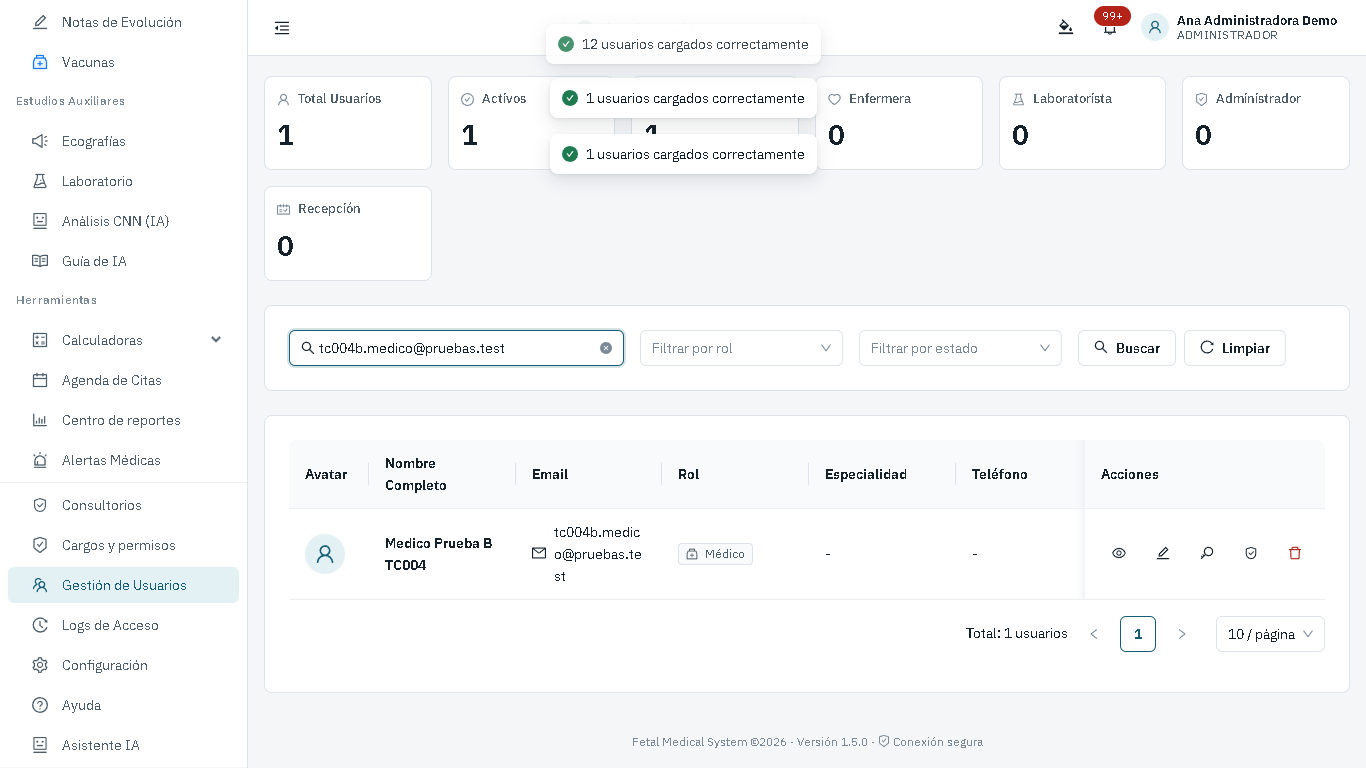 Notas de Evolución
Vacunas
Estudios Auxiliares
Ecografías
Laboratorio
Análisis CNN (IA)
Guía de IA
Herramientas
Calculadoras
Agenda de Citas
Centro de reportes
Alertas Médicas
Consultorios
Cargos y permisos
Gestión de Usuarios
Logs de Acceso
Configuración
Ayuda
Asistente IA
99+
Ana Administradora Demo
ADMINISTRADOR
12 usuarios cargados correctamente
1 usuarios cargados correctamente
1 usuarios cargados correctamente
Total Usuarios
1
Activos
1
1
Enfermera
0
Laboratorista
0
Administrador
0
Recepción
0
tc004b.medico@pruebas.test
Filtrar por rol
Filtrar por estado
Buscar
Limpiar
Avatar
Nombre
Completo
Email
Rol
Especialidad
Teléfono
Acciones
Medico Prueba B
TC004
tc004b.medic
o@pruebas.te
st
Médico
-
-
Total: 1 usuarios
1
10 / página
Fetal Medical System ©2026 - Versión 1.5.0 - Conexión segura